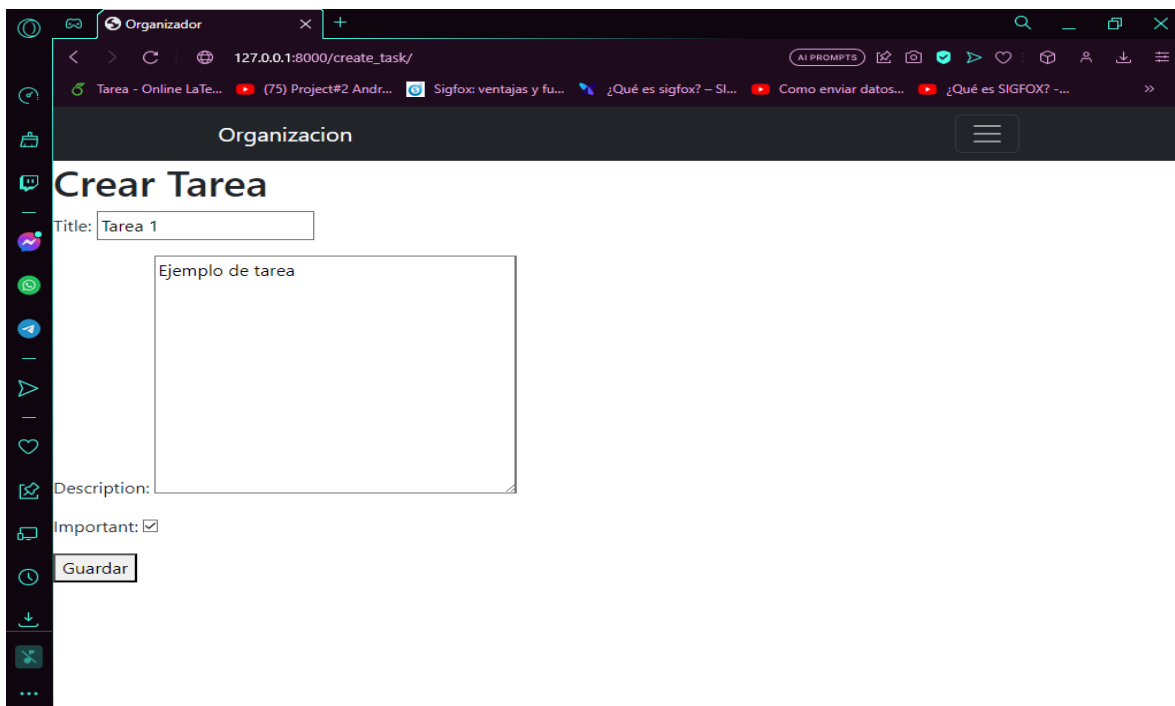 Organizador
127.0.0.1:8000/create_task/
AI PROMPTS
Tarea - Online LaTe...
(75) Project#2 Andr...
Sigfox: ventajas y fu...
¿Qué es sigfox? – SI...
Como enviar datos...
¿Qué es SIGFOX? -...
Organizacion
Crear Tarea
Title: Tarea 1
Ejemplo de tarea
Description:
Important:
Guardar